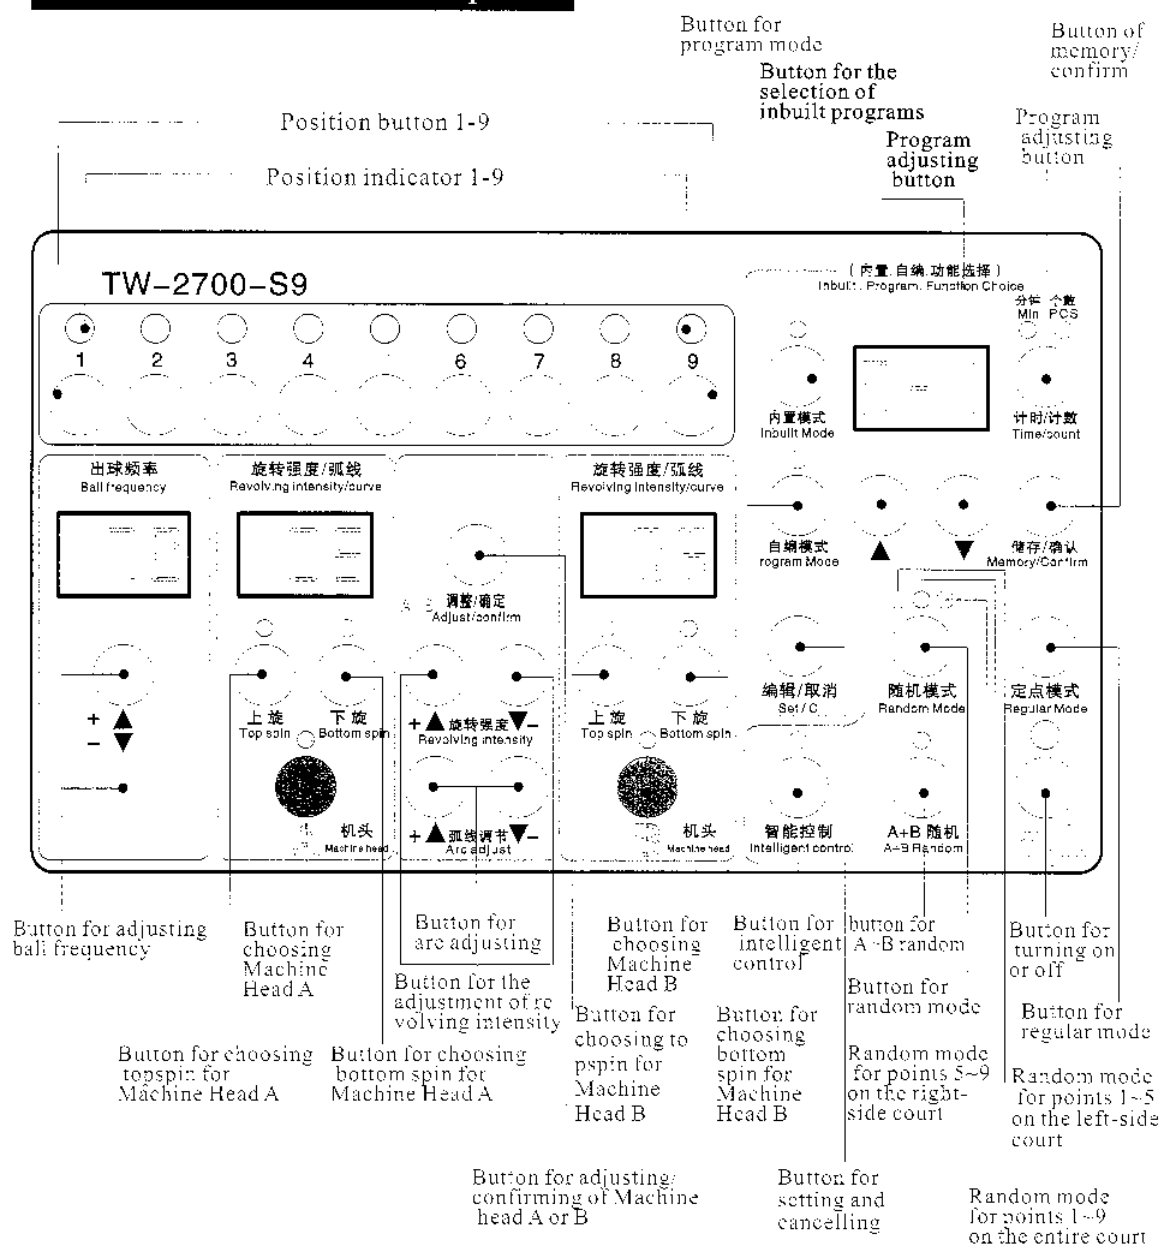 Button for
program mode
Button of
memory/
confirm
Button for the
selection of
inbuilt programs
Position button 1-9
Program
adjusting
button
Program
adjusting
button
Position indicator 1-9
TW-2700-S9
( 内置.自编.功能选择 )
Inbuilt . Program. Function Choice
分钟 个数
Min PCS
1 2 3 4 6 7 8 9
内置模式
Inbuilt Mode
计时/计数
Time/count
出球频率
Ball frequency
旋转强度/弧线
Revolving intensity/curve
旋转强度/弧线
Revolving intensity/curve
自编模式
rogram Mode
▲ ▼
储存/确认
Memory/Confirm
A B 调整/确定
Adjust/confirm
编辑/取消
Set / C
随机模式
Random Mode
定点模式
Regular Mode
+ ▲
− ▼
上旋
Top spin
下旋
Bottom spin
+ ▲ 旋转强度 ▼ −
Revolving intensity
上旋
Top spin
下旋
Bottom spin
机头
Machine head
+ ▲ 弧线调节 ▼ −
Arc adjust
机头
Machine head
智能控制
Intelligent control
A+B 随机
A−B Random
Button for adjusting
ball frequency
Button for
choosing
Machine
Head A
Button for
arc adjusting
Button for
choosing
Machine
Head B
Button for
intelligent
control
button for
A~B random
Button for
turning on
or off
Button for the
adjustment of re
volving intensity
Button for
random mode
Button for
choosing to
pspin for
Machine
Head B
Button for
choosing
bottom
spin for
Machine
Head B
Button for
regular mode
Button for choosing
topspin for
Machine Head A
Button for choosing
bottom spin for
Machine Head A
Random mode
for points 5~9
on the right-
side court
Random mode
for points 1~5
on the left-side
court
Button for adjusting/
confirming of Machine
head A or B
Button for
setting and
cancelling
Random mode
for points 1~9
on the entire court